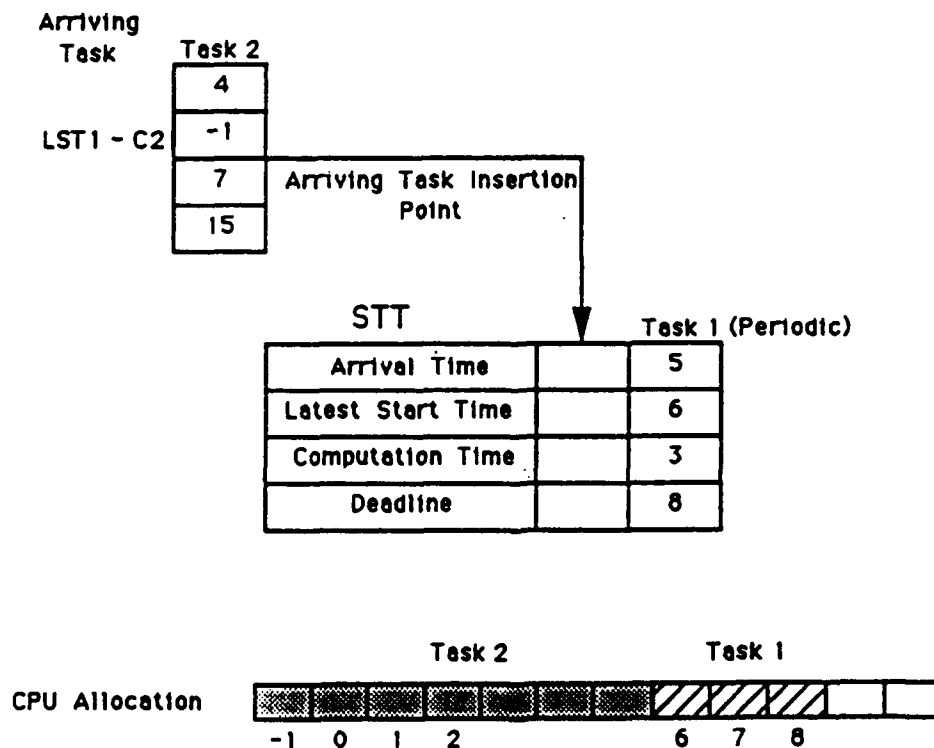 Arriving
Task
Task 2
4
LST1 - C2
-1
7
Arriving Task Insertion
Point
15
STT
Task 1 (Periodic)
Arrival Time 5
Latest Start Time 6
Computation Time 3
Deadline 8
Task 2 Task 1
CPU Allocation
-1 0 1 2 6 7 8